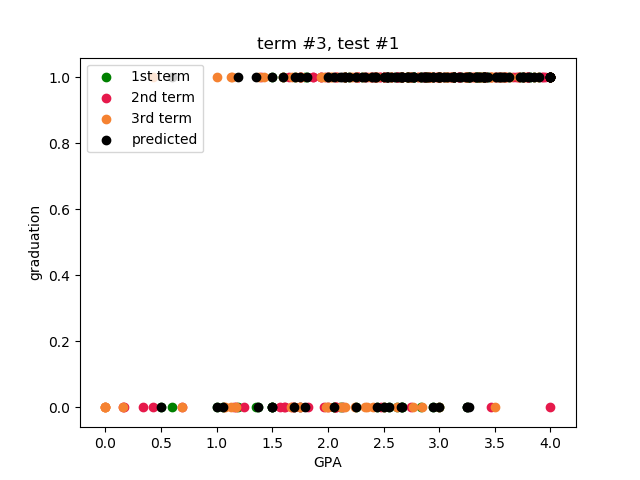 term #3, test #1
1st term
2nd term
3rd term
predicted
1.0
0.8
0.6
0.4
0.2
0.0
graduation
0.0 0.5 1.0 1.5 2.0 2.5 3.0 3.5 4.0
GPA